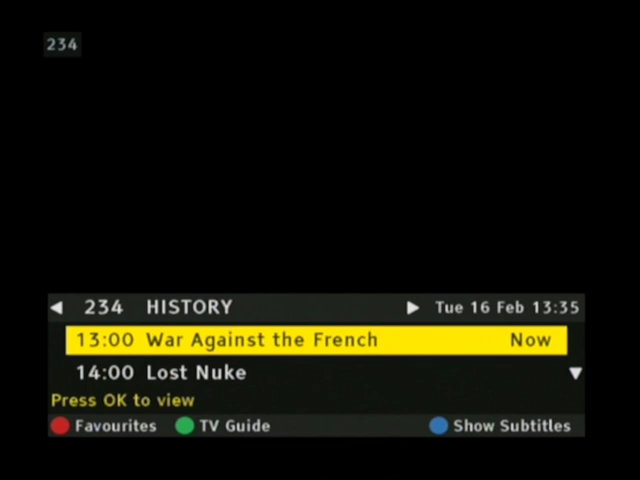 234
234 HISTORY Tue 16 Feb 13:35
13:00 War Against the French Now
14:00 Lost Nuke
Press OK to view
Favourites TV Guide Show Subtitles